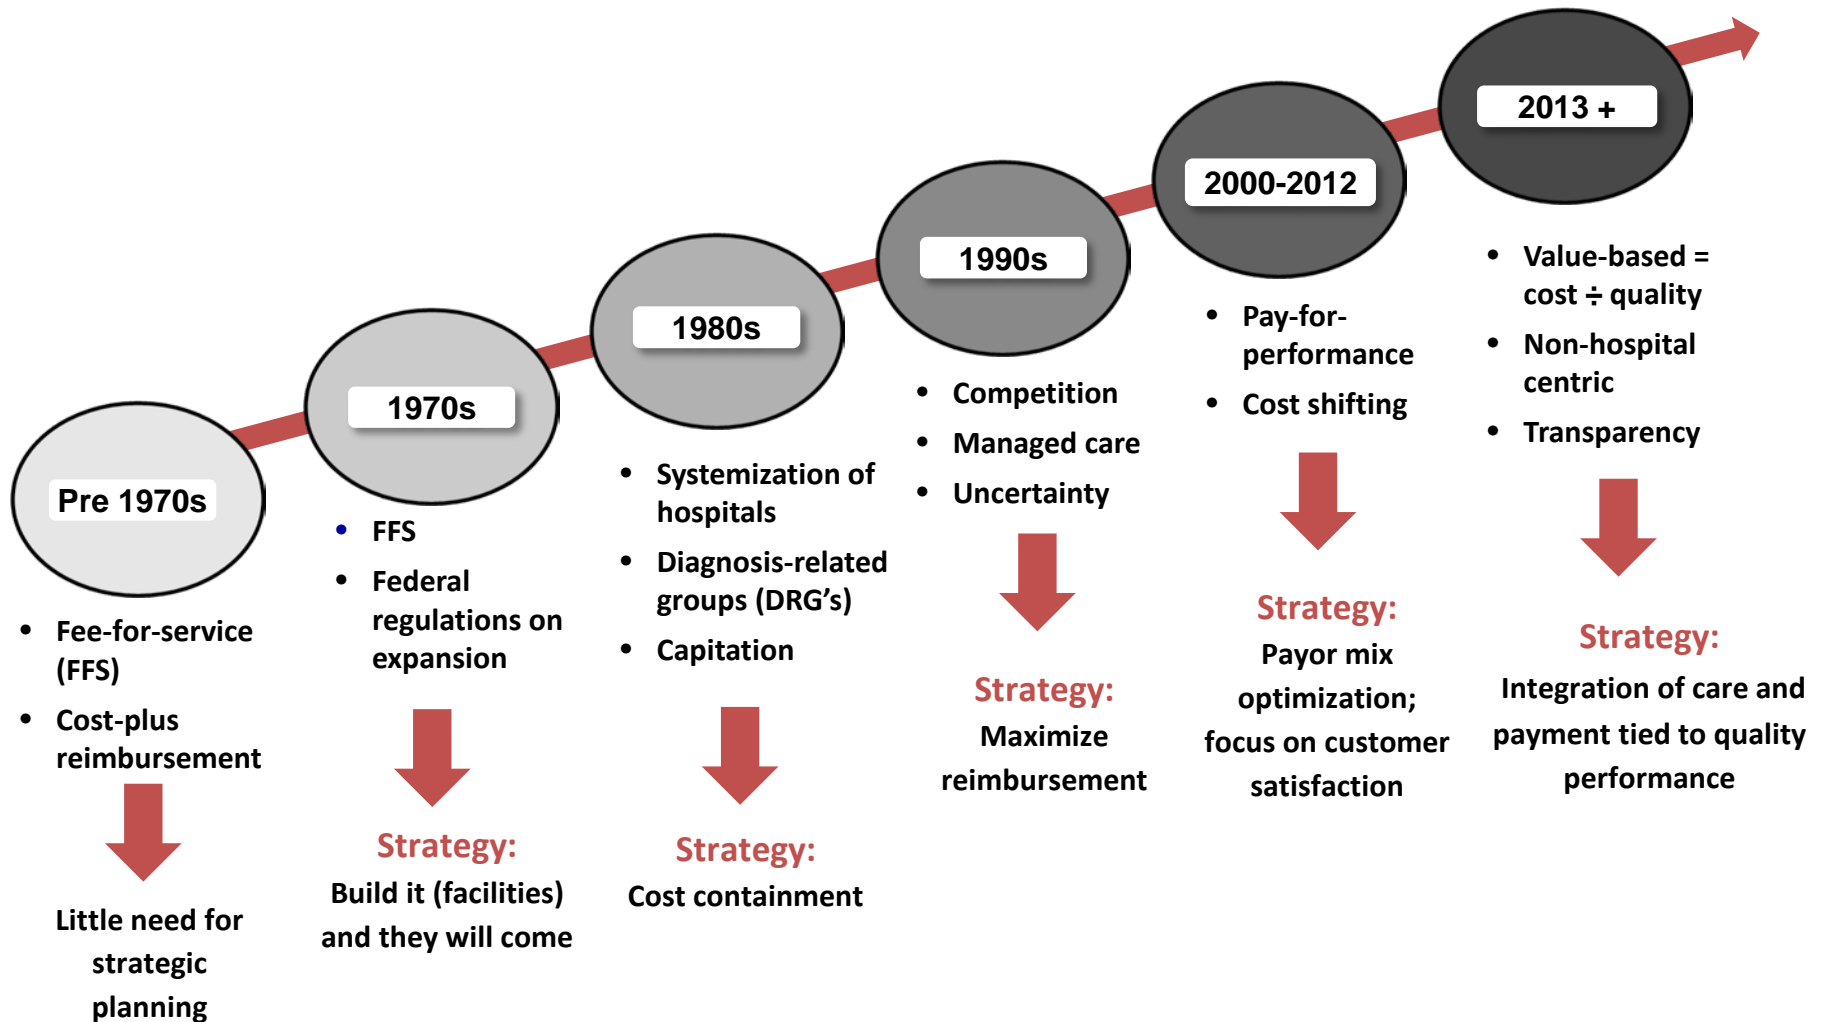 Pre 1970s
• Fee-for-service
(FFS)
• Cost-plus
reimbursement
Little need for
strategic
planning
1970s
• FFS
• Federal
regulations on
expansion
Strategy:
Build it (facilities)
and they will come
1980s
• Systemization of
hospitals
• Diagnosis-related
groups (DRG’s)
• Capitation
Strategy:
Cost containment
1990s
• Competition
• Managed care
• Uncertainty
Strategy:
Maximize
reimbursement
2000-2012
• Pay-for-
performance
• Cost shifting
Strategy:
Payor mix
optimization;
focus on customer
satisfaction
2013 +
• Value-based =
cost ÷ quality
• Non-hospital
centric
• Transparency
Strategy:
Integration of care and
payment tied to quality
performance